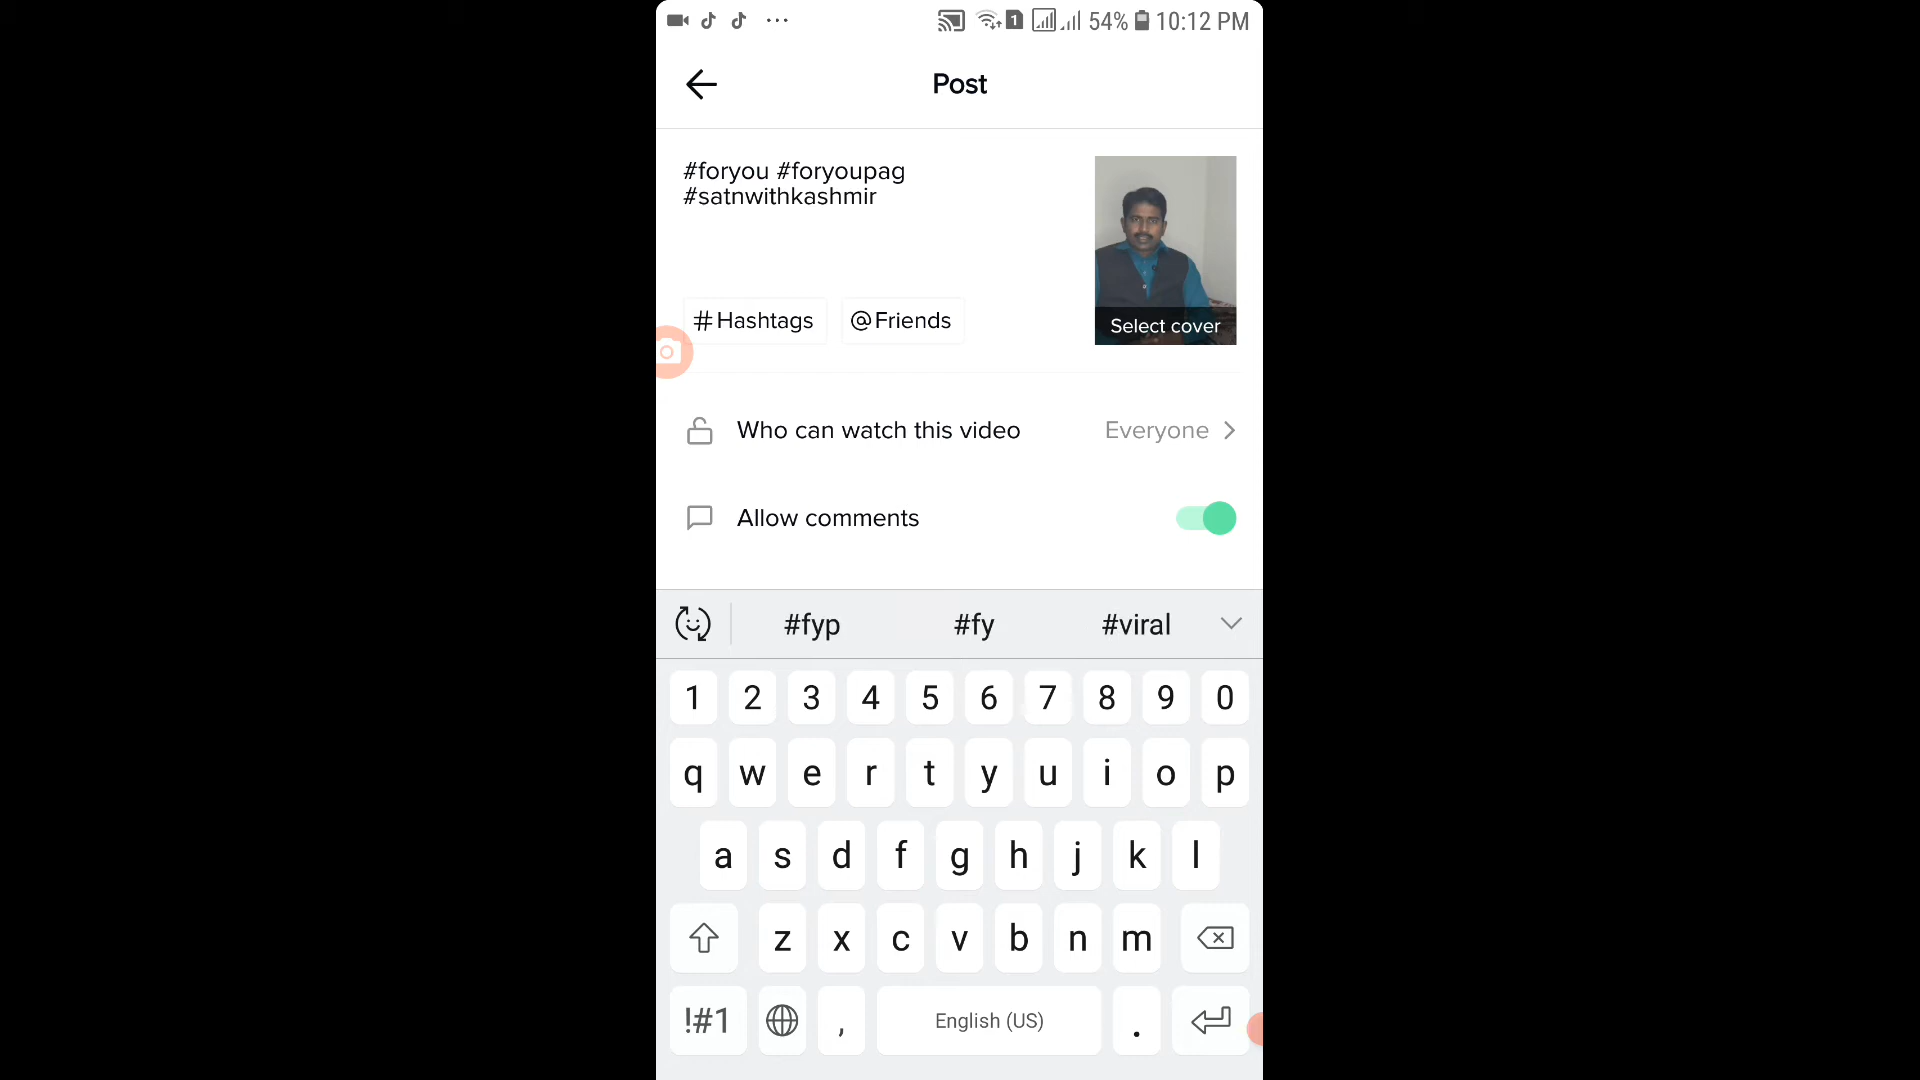 1 54% 10:12 PM
Post
#foryou #foryoupag
#satnwithkashmir
#Hashtags @Friends
Select cover
Who can watch this video Everyone
Allow comments
#fyp #fy #viral
1 2 3 4 5 6 7 8 9 0
q w e r t y u i o p
a s d f g h j k l
z x c v b n m
!#1 , English (US) .